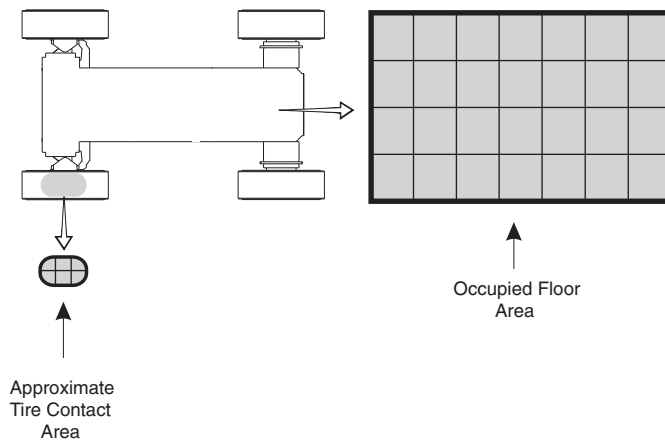 Occupied Floor
Area
Approximate
Tire Contact
Area